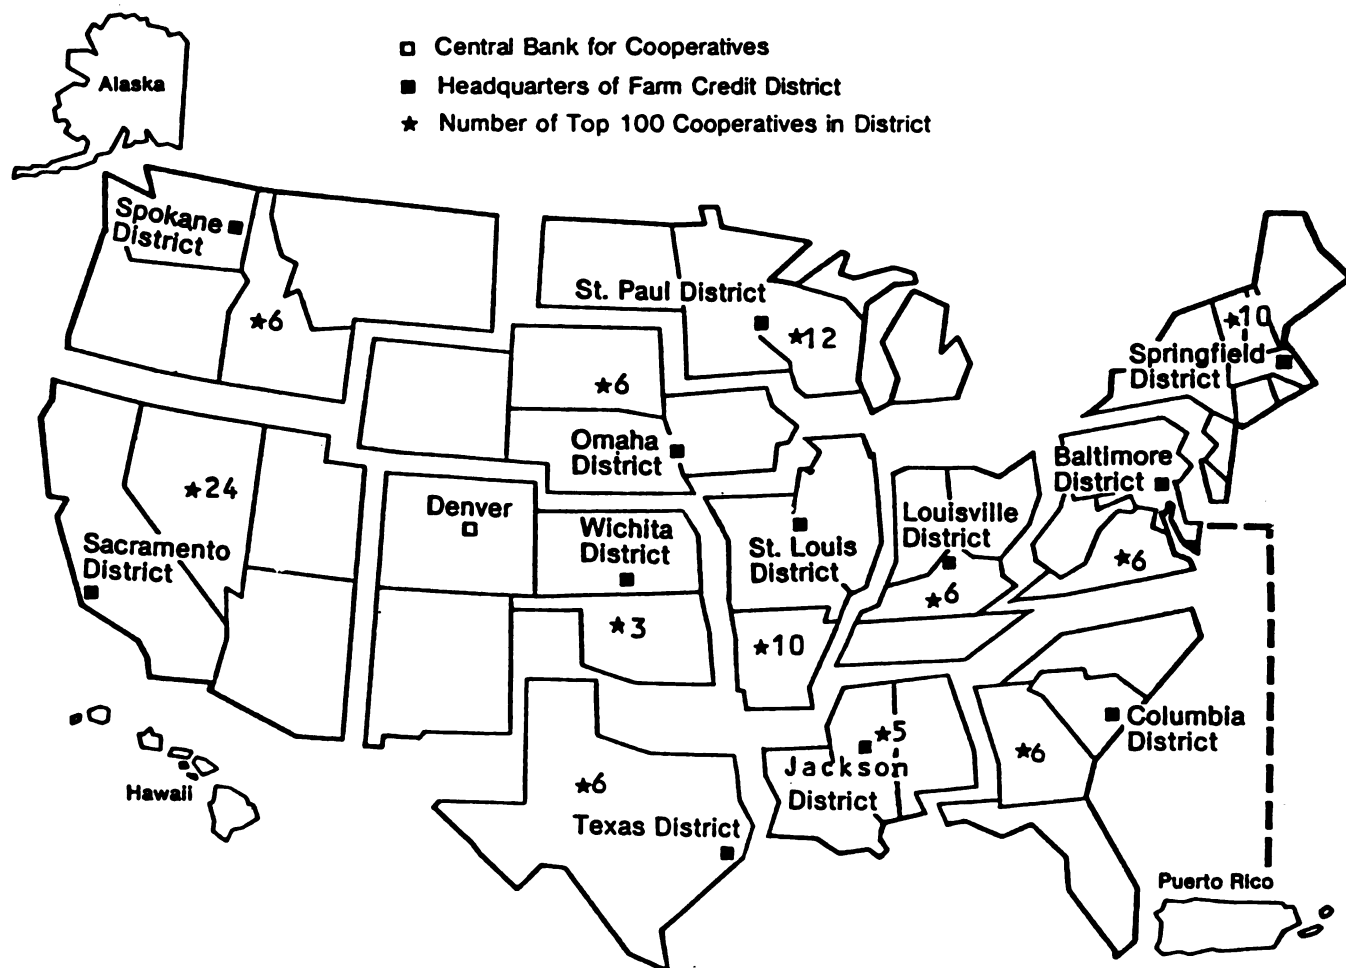 Central Bank for Cooperatives
Headquarters of Farm Credit District
★ Number of Top 100 Cooperatives in District
Alaska
Spokane
District
★6
St. Paul District
★12
★10
Springfield
District
★6
Omaha
District
Baltimore
District
★6
★24
Sacramento
District
Denver
Wichita
District
★3
St. Louis
District
★10
Louisville
District
★6
Columbia
District
★6
★5
Jackson
District
★6
Texas District
Hawaii
Puerto Rico